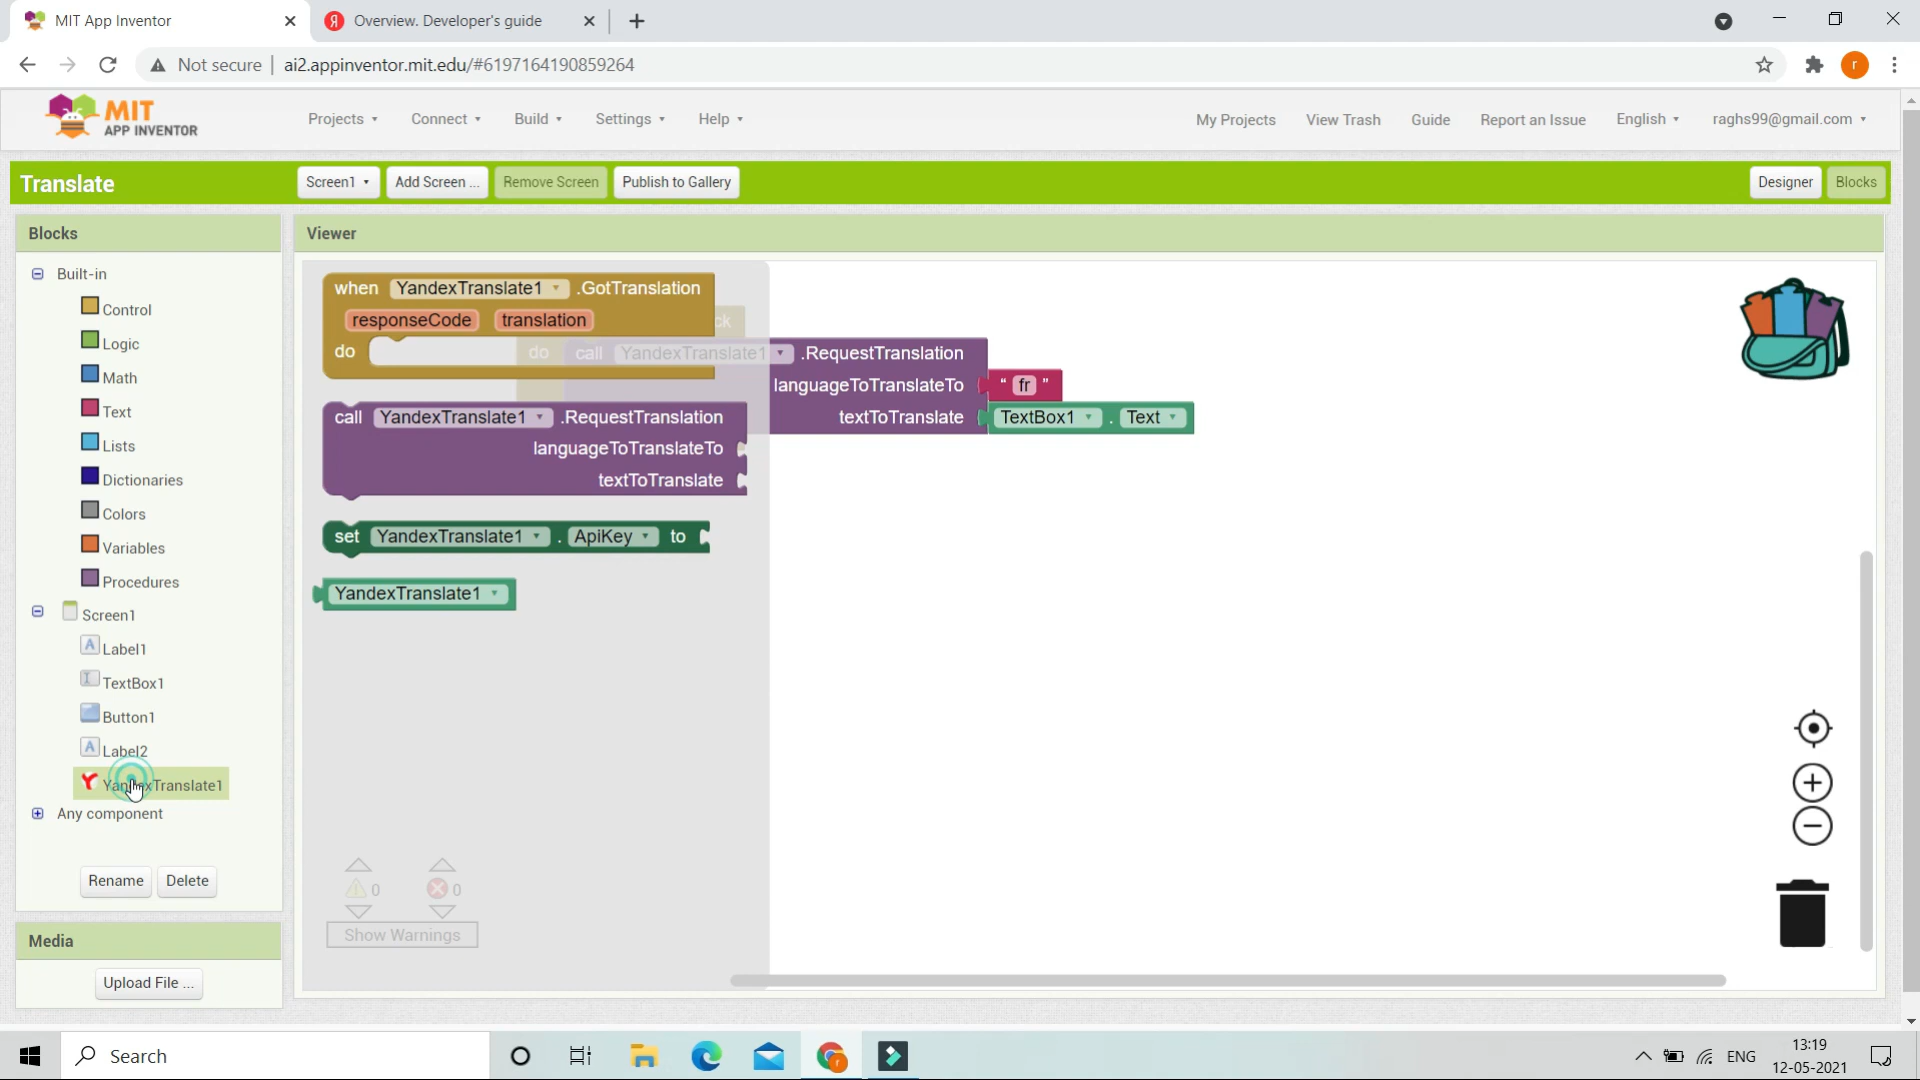 MIT App Inventor
Overview. Developer's guide
Not secure
ai2.appinventor.mit.edu/#6197164190859264
r
MIT
APP INVENTOR
Projects
Connect
Build
Settings
Help
My Projects
View Trash
Guide
Report an Issue
English
raghs99@gmail.com
Translate
Screen1
Add Screen ...
Remove Screen
Publish to Gallery
Designer
Blocks
Blocks
Built-in
Control
Logic
Math
Text
Lists
Dictionaries
Colors
Variables
Procedures
Screen1
Label1
TextBox1
Button1
Label2
YandexTranslate1
Any component
Rename
Delete
Media
Upload File ...
Viewer
when YandexTranslate1 .GotTranslation
responseCode translation
do
do call YandexTranslate1 .RequestTranslation
languageToTranslateTo " fr "
textToTranslate TextBox1 . Text
call YandexTranslate1 .RequestTranslation
languageToTranslateTo
textToTranslate
set YandexTranslate1 . ApiKey to
YandexTranslate1
0 0
Show Warnings
Search
ENG
13:19
12-05-2021